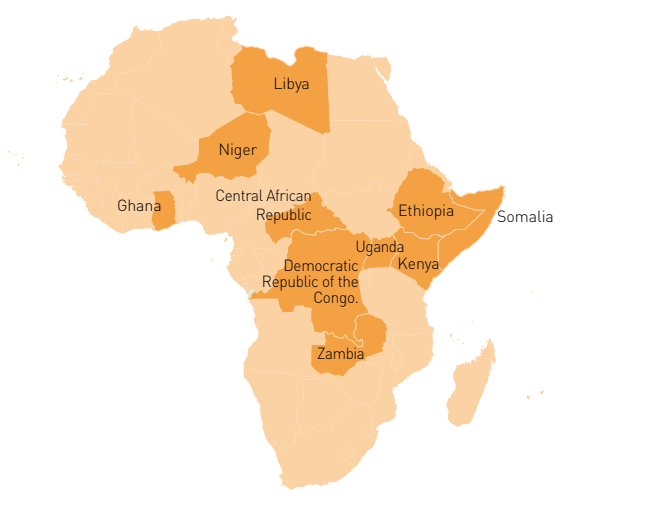 Libya
Niger
Central African
Republic
Ghana
Ethiopia
Somalia
Uganda
Kenya
Democratic
Republic of the
Congo.
Zambia